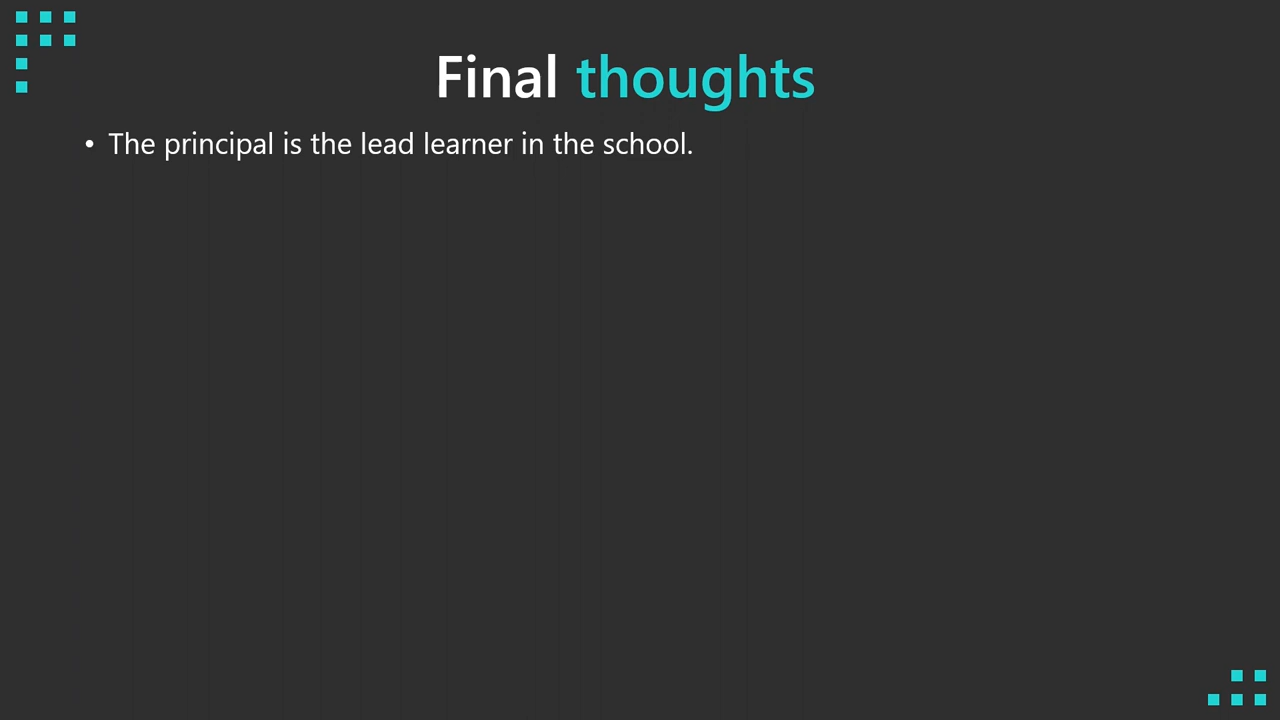 Final thoughts
• The principal is the lead learner in the school.